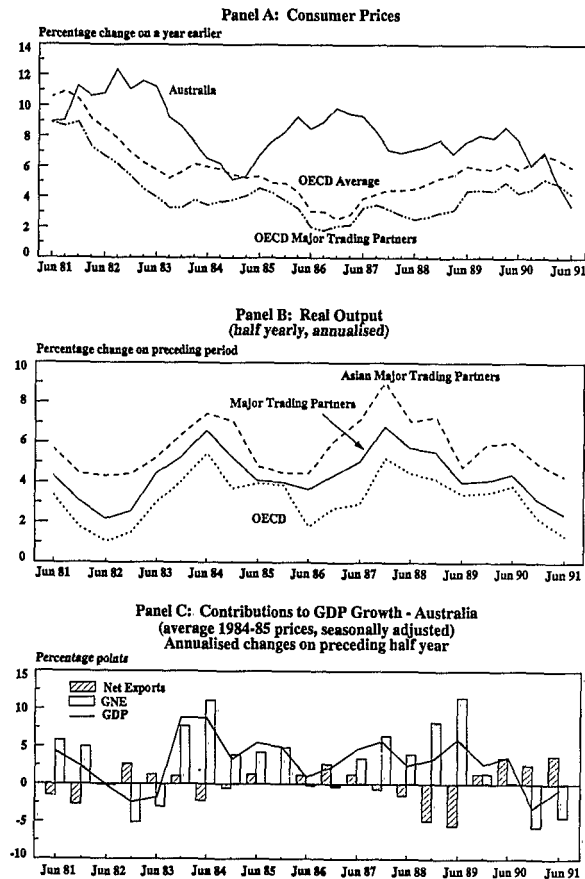 Panel A: Consumer Prices
Percentage change on a year earlier
14
12
10
8
6
4
2
0
Australia
OECD Average
OECD Major Trading Partners
Jun 81 Jun 82 Jun 83 Jun 84 Jun 85 Jun 86 Jun 87 Jun 88 Jun 89 Jun 90 Jun 91
Panel B: Real Output
(half yearly, annualised)
Percentage change on preceding period
10
8
6
4
2
0
Asian Major Trading Partners
Major Trading Partners
OECD
Jun 81 Jun 82 Jun 83 Jun 84 Jun 85 Jun 86 Jun 87 Jun 88 Jun 89 Jun 90 Jun 91
Panel C: Contributions to GDP Growth - Australia
(average 1984-85 prices, seasonally adjusted)
Annualised changes on preceding half year
Percentage points
15
10
5
0
-5
-10
Net Exports
GNE
GDP
Jun 81 Jun 82 Jun 83 Jun 84 Jun 85 Jun 86 Jun 87 Jun 88 Jun 89 Jun 90 Jun 91